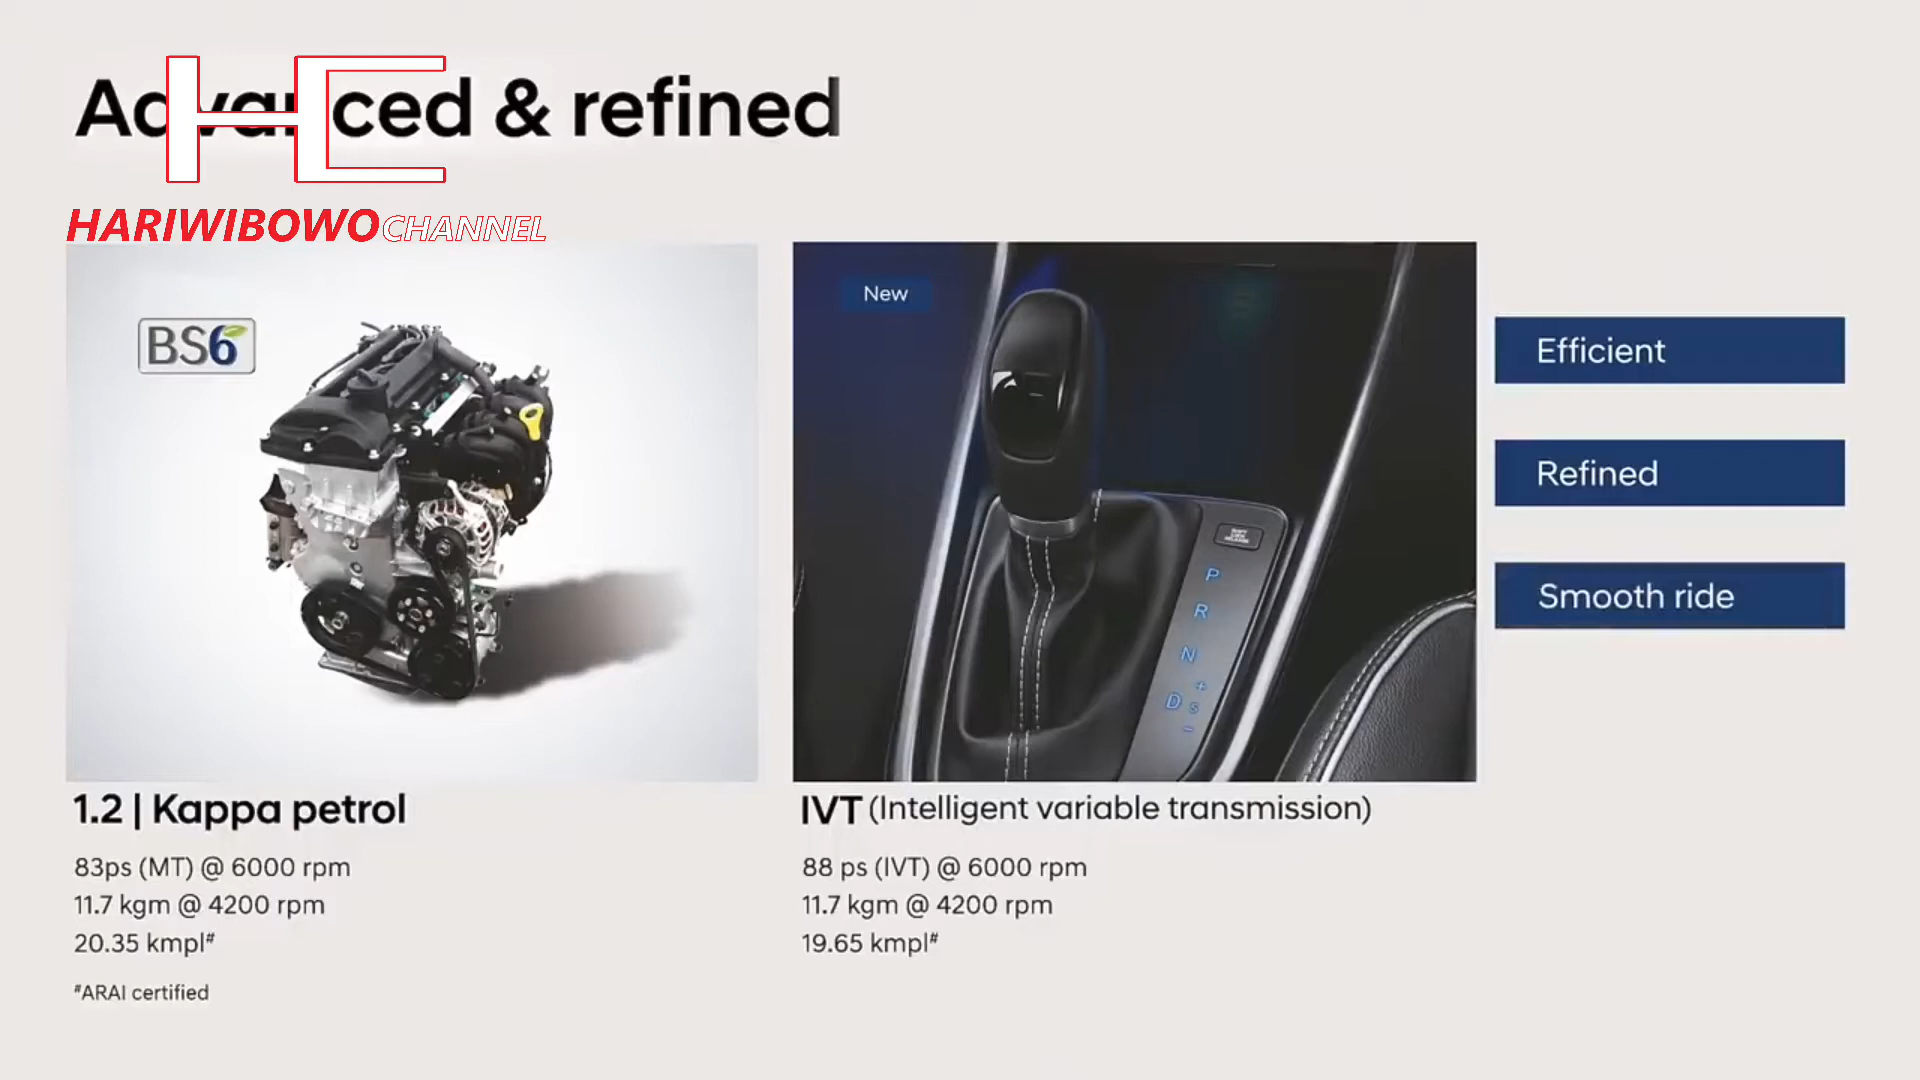 Advanced & refined
HC
HARIWIBOWO CHANNEL
BS6
New
P
R
N
D
+
S
-
Efficient
Refined
Smooth ride
1.2 | Kappa petrol
83ps (MT) @ 6000 rpm
11.7 kgm @ 4200 rpm
20.35 kmpl#
#ARAI certified
IVT (Intelligent variable transmission)
88 ps (IVT) @ 6000 rpm
11.7 kgm @ 4200 rpm
19.65 kmpl#